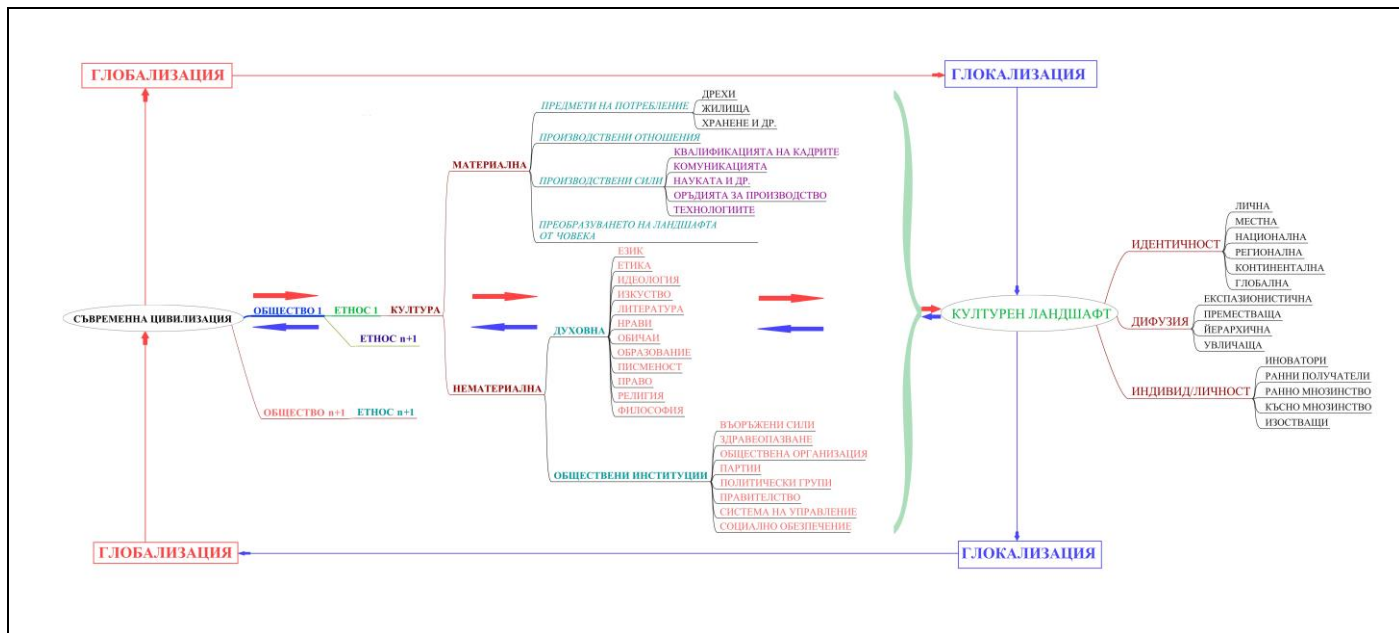 ГЛОБАЛИЗАЦИЯ
ГЛОКАЛИЗАЦИЯ
СЪВРЕМЕННА ЦИВИЛИЗАЦИЯ
ОБЩЕСТВО 1
ЕТНОС 1
КУЛТУРА
ЕТНОС n+1
ОБЩЕСТВО n+1
ЕТНОС n+1
МАТЕРИАЛНА
ПРЕДМЕТИ НА ПОТРЕБЛЕНИЕ
ДРЕХИ
ЖИЛИЩА
ХРАНЕНЕ И ДР.
ПРОИЗВОДСТВЕНИ ОТНОШЕНИЯ
ПРОИЗВОДСТВЕНИ СИЛИ
КВАЛИФИКАЦИЯТА НА КАДРИТЕ
КОМУНИКАЦИЯТА
НАУКАТА И ДР.
ОРЪДИЯТА ЗА ПРОИЗВОДСТВО
ТЕХНОЛОГИИТЕ
ПРЕОБРАЗУВАНЕТО НА ЛАНДШАФТА
ОТ ЧОВЕКА
НЕМАТЕРИАЛНА
ДУХОВНА
ЕЗИК
ЕТИКА
ИДЕОЛОГИЯ
ИЗКУСТВО
ЛИТЕРАТУРА
НРАВИ
ОБИЧАИ
ОБРАЗОВАНИЕ
ПИСМЕНОСТ
ПРАВО
РЕЛИГИЯ
ФИЛОСОФИЯ
ОБЩЕСТВЕНИ ИНСТИТУЦИИ
ВЪОРЪЖЕНИ СИЛИ
ЗДРАВЕОПАЗВАНЕ
ОБЩЕСТВЕНА ОРГАНИЗАЦИЯ
ПАРТИИ
ПОЛИТИЧЕСКИ ГРУПИ
ПРАВИТЕЛСТВО
СИСТЕМА НА УПРАВЛЕНИЕ
СОЦИАЛНО ОБЕЗПЕЧЕНИЕ
КУЛТУРЕН ЛАНДШАФТ
ИДЕНТИЧНОСТ
ЛИЧНА
МЕСТНА
НАЦИОНАЛНА
РЕГИОНАЛНА
КОНТИНЕНТАЛНА
ГЛОБАЛНА
ДИФУЗИЯ
ЕКСПАЗИОНИСТИЧНА
ПРЕМЕСТВАЩА
ЙЕРАРХИЧНА
УВЛИЧАЩА
ИНДИВИД/ЛИЧНОСТ
ИНОВАТОРИ
РАННИ ПОЛУЧАТЕЛИ
РАННО МНОЗИНСТВО
КЪСНО МНОЗИНСТВО
ИЗОСТВАЩИ
ГЛОБАЛИЗАЦИЯ
ГЛОКАЛИЗАЦИЯ